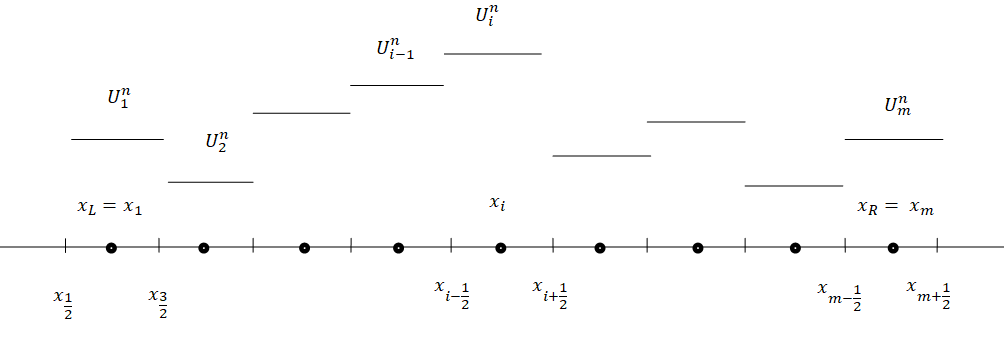 U_i^n
U_{i-1}^n
U_1^n
U_m^n
U_2^n
x_L = x_1
x_i
x_R = x_m
x_{\frac{1}{2}}
x_{\frac{3}{2}}
x_{i-\frac{1}{2}}
x_{i+\frac{1}{2}}
x_{m-\frac{1}{2}}
x_{m+\frac{1}{2}}